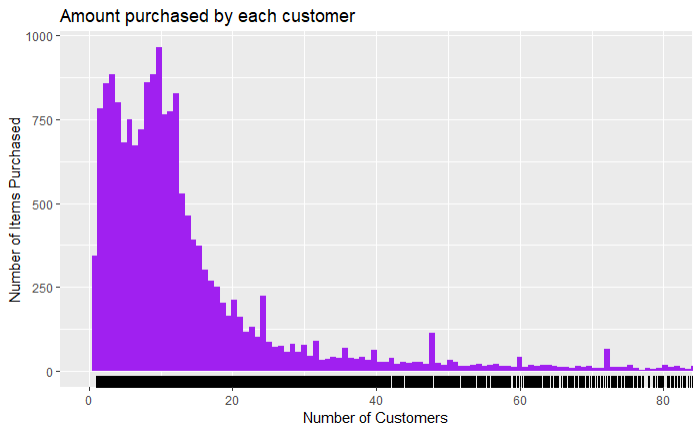 Amount purchased by each customer
1000
750
500
250
0
Number of Items Purchased
0 20 40 60 80
Number of Customers